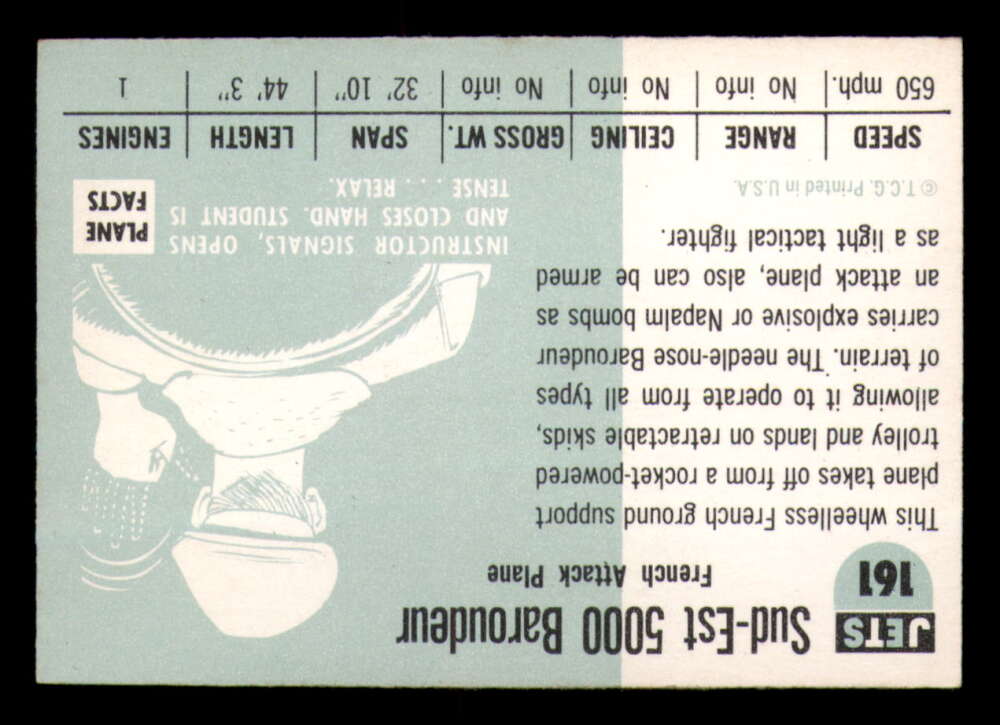 JETS
161
Sud-Est 5000 Baroudeur
French Attack Plane
This wheelless French ground support
plane takes off from a rocket-powered
trolley and lands on retractable skids,
allowing it to operate from all types
of terrain. The needle-nose Baroudeur
carries explosive or Napalm bombs as
an attack plane, also can be armed
as a light tactical fighter.
© T.C.G. Printed in U.S.A.
INSTRUCTOR SIGNALS, OPENS
AND CLOSES HAND. STUDENT IS
TENSE . . . RELAX.
PLANE
FACTS
SPEED RANGE CEILING GROSS WT. SPAN LENGTH ENGINES
650 mph. No info No info No info 32' 10" 44' 3" 1